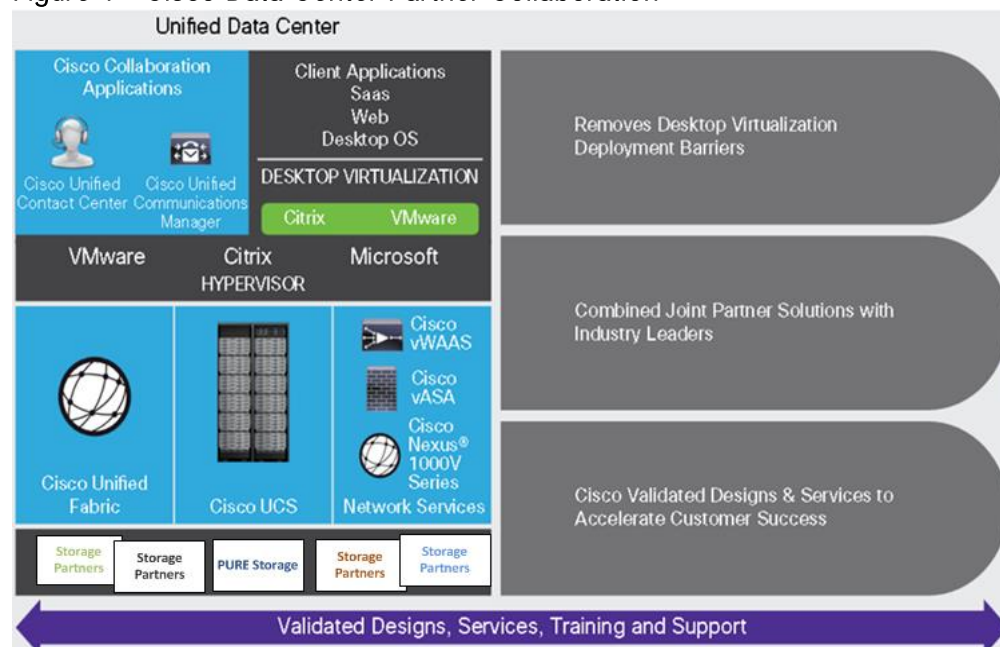 Unified Data Center
Cisco Collaboration
Applications
Cisco Unified
Contact Center
Cisco Unified
Communications
Manager
Client Applications
Saas
Web
Desktop OS
DESKTOP VIRTUALIZATION
Citrix VMware
VMware Citrix Microsoft
HYPERVISOR
Cisco Unified
Fabric
Cisco UCS
Cisco
vWAAS
Cisco
vASA
Cisco
Nexus®
1000V
Series
Network Services
Storage
Partners
Storage
Partners
PURE Storage
Storage
Partners
Storage
Partners
Removes Desktop Virtualization
Deployment Barriers
Combined Joint Partner Solutions with
Industry Leaders
Cisco Validated Designs & Services to
Accelerate Customer Success
Validated Designs, Services, Training and Support